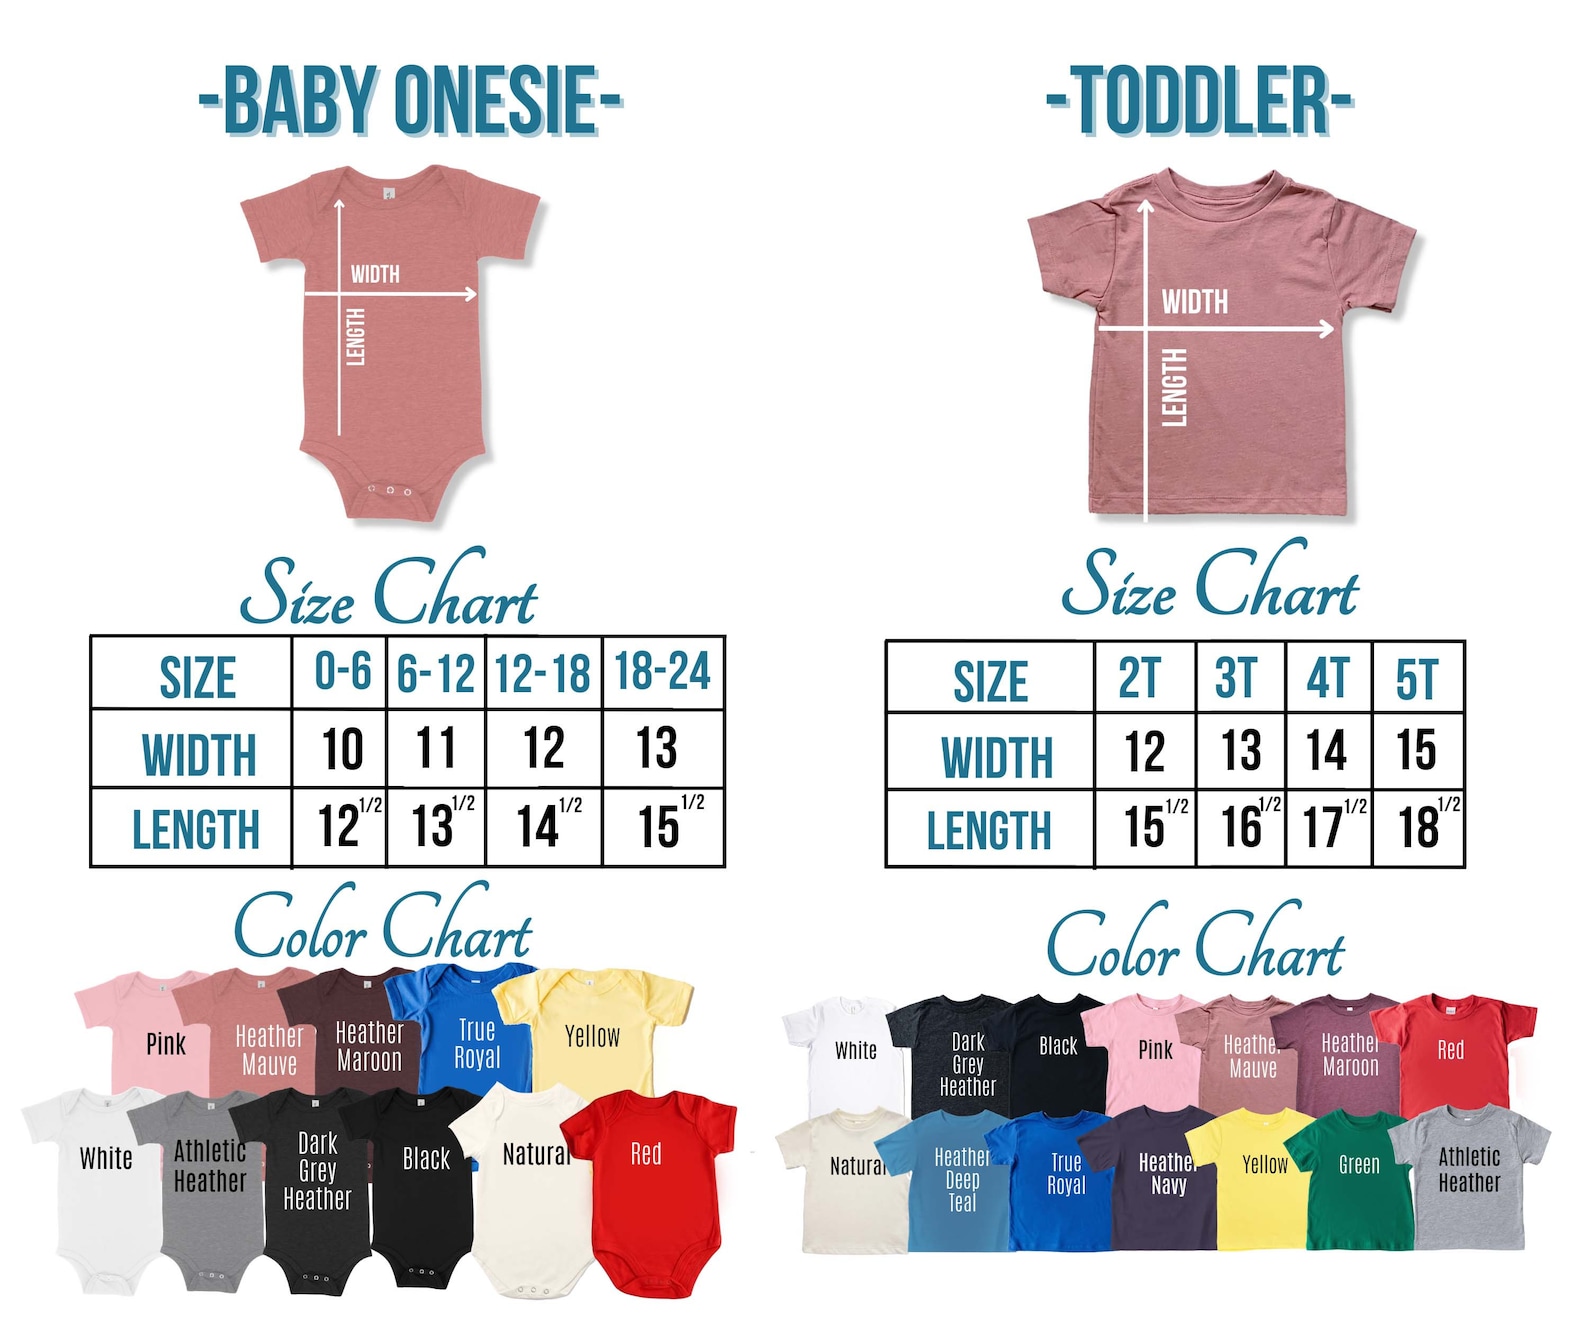 -BABY ONESIE-
WIDTH
LENGTH
Size Chart
SIZE 0-6 6-12 12-18 18-24
WIDTH 10 11 12 13
LENGTH 12 1/2 13 1/2 14 1/2 15 1/2
Color Chart
Pink
Heather
Mauve
Heather
Maroon
True
Royal
Yellow
White
Athletic
Heather
Dark
Grey
Heather
Black
Natural
Red
-TODDLER-
WIDTH
LENGTH
Size Chart
SIZE 2T 3T 4T 5T
WIDTH 12 13 14 15
LENGTH 15 1/2 16 1/2 17 1/2 18 1/2
Color Chart
White
Dark
Grey
Heather
Black
Pink
Heather
Mauve
Heather
Maroon
Red
Natural
Heather
Deep
Teal
True
Royal
Heather
Navy
Yellow
Green
Athletic
Heather